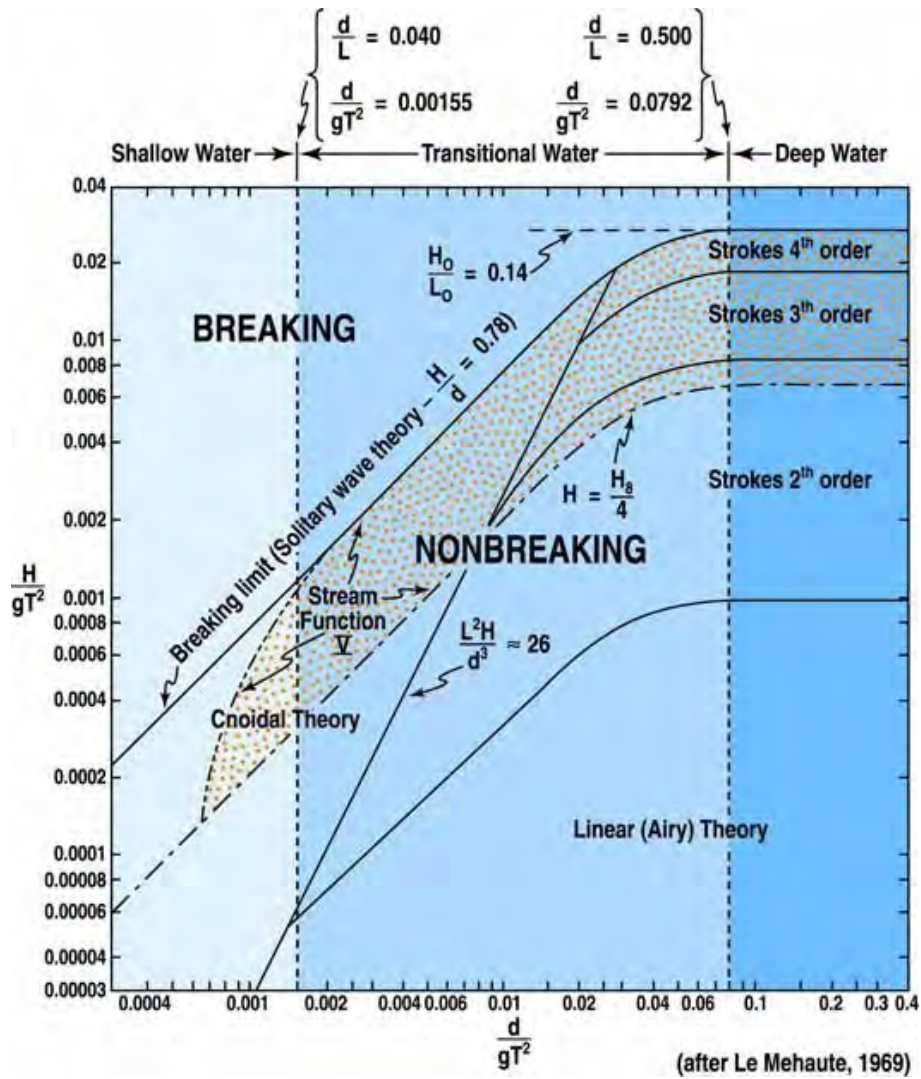 d/L = 0.040
d/L = 0.500
d/gT² = 0.00155
d/gT² = 0.0792
Shallow Water
Transitional Water
Deep Water
0.04
0.02
0.01
0.008
0.006
0.004
0.002
0.001
0.0008
0.0006
0.0004
0.0002
0.0001
0.00008
0.00006
0.00004
0.00003
H/gT²
BREAKING
H₀/L₀ = 0.14
Strokes 4th order
Strokes 3th order
Breaking limit (Solitary wave theory - H/d = 0.78)
H = H₈/4
Strokes 2th order
NONBREAKING
Stream
Function
V
L²H/d³ ≈ 26
Cnoidal Theory
Linear (Airy) Theory
0.0004
0.001
0.002
0.004
0.006
0.01
0.02
0.04
0.06
0.1
0.2
0.3
0.4
d/gT²
(after Le Mehaute, 1969)